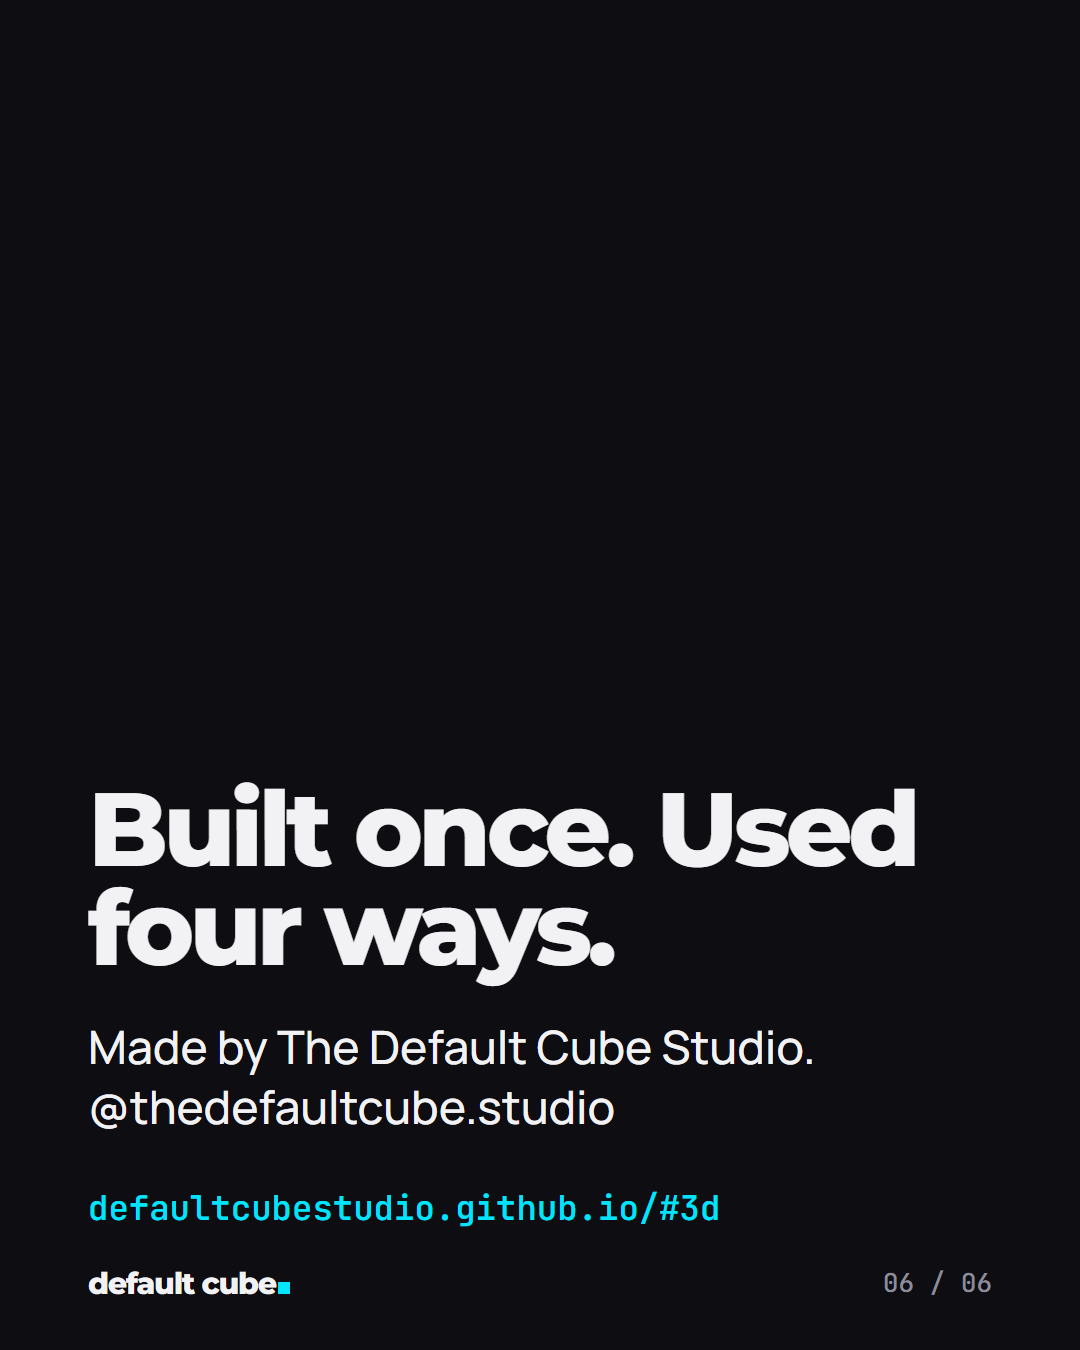 Built once. Used
four ways.
Made by The Default Cube Studio.
@thedefaultcube.studio
defaultcubestudio.github.io/#3d
default cube
06 / 06